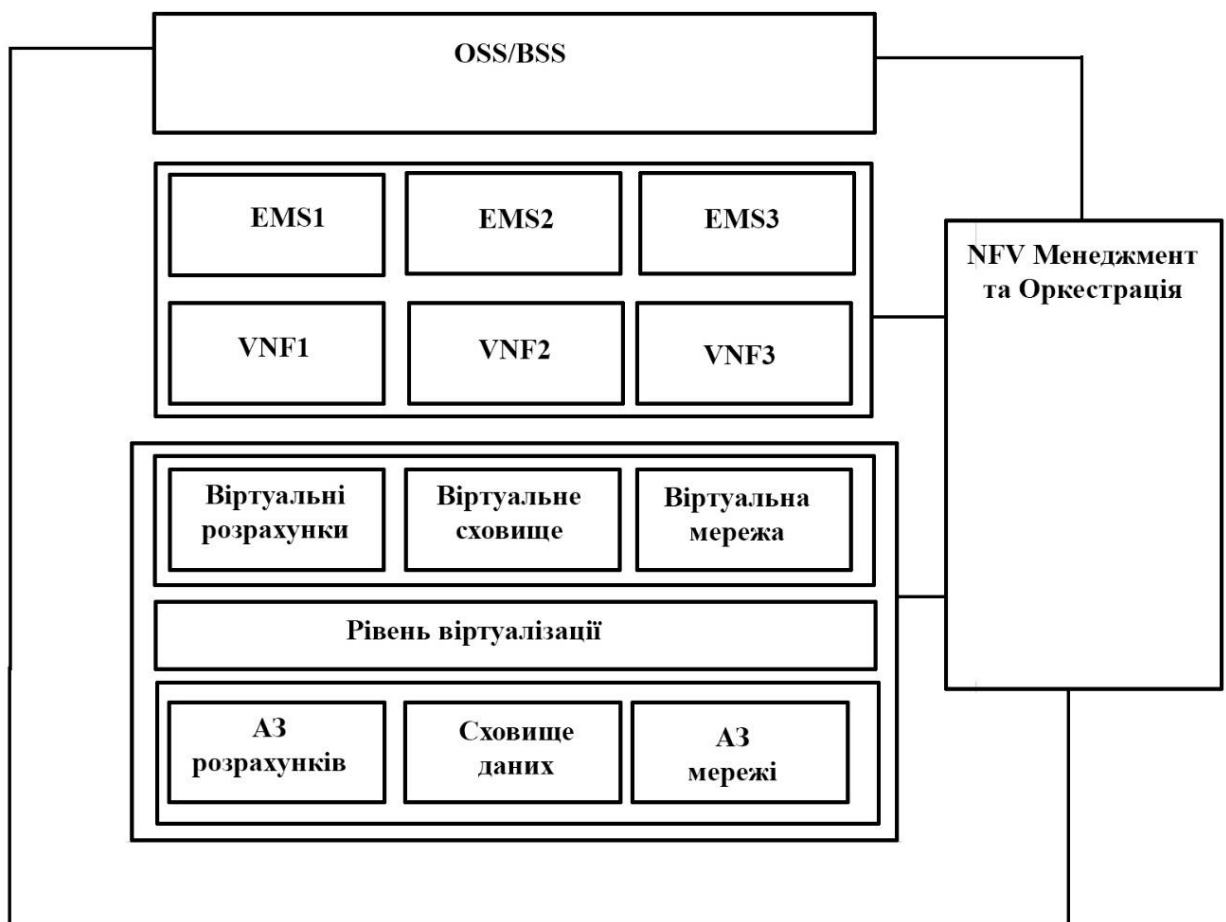 OSS/BSS
EMS1
EMS2
EMS3
NFV Менеджмент
та Оркестрація
VNF1
VNF2
VNF3
Віртуальні
розрахунки
Віртуальне
сховище
Віртуальна
мережа
Рівень віртуалізації
АЗ
розрахунків
Сховище
даних
АЗ
мережі